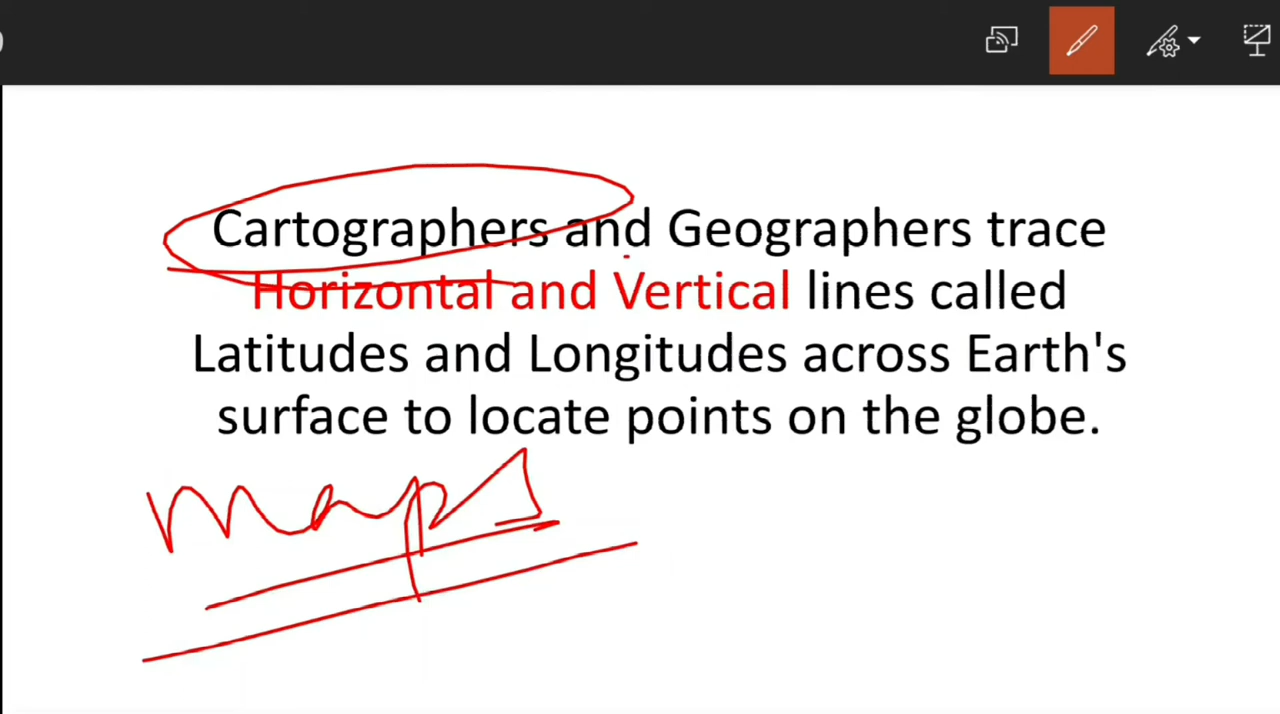 Cartographers and Geographers trace
Horizontal and Vertical lines called
Latitudes and Longitudes across Earth's
surface to locate points on the globe.
maps